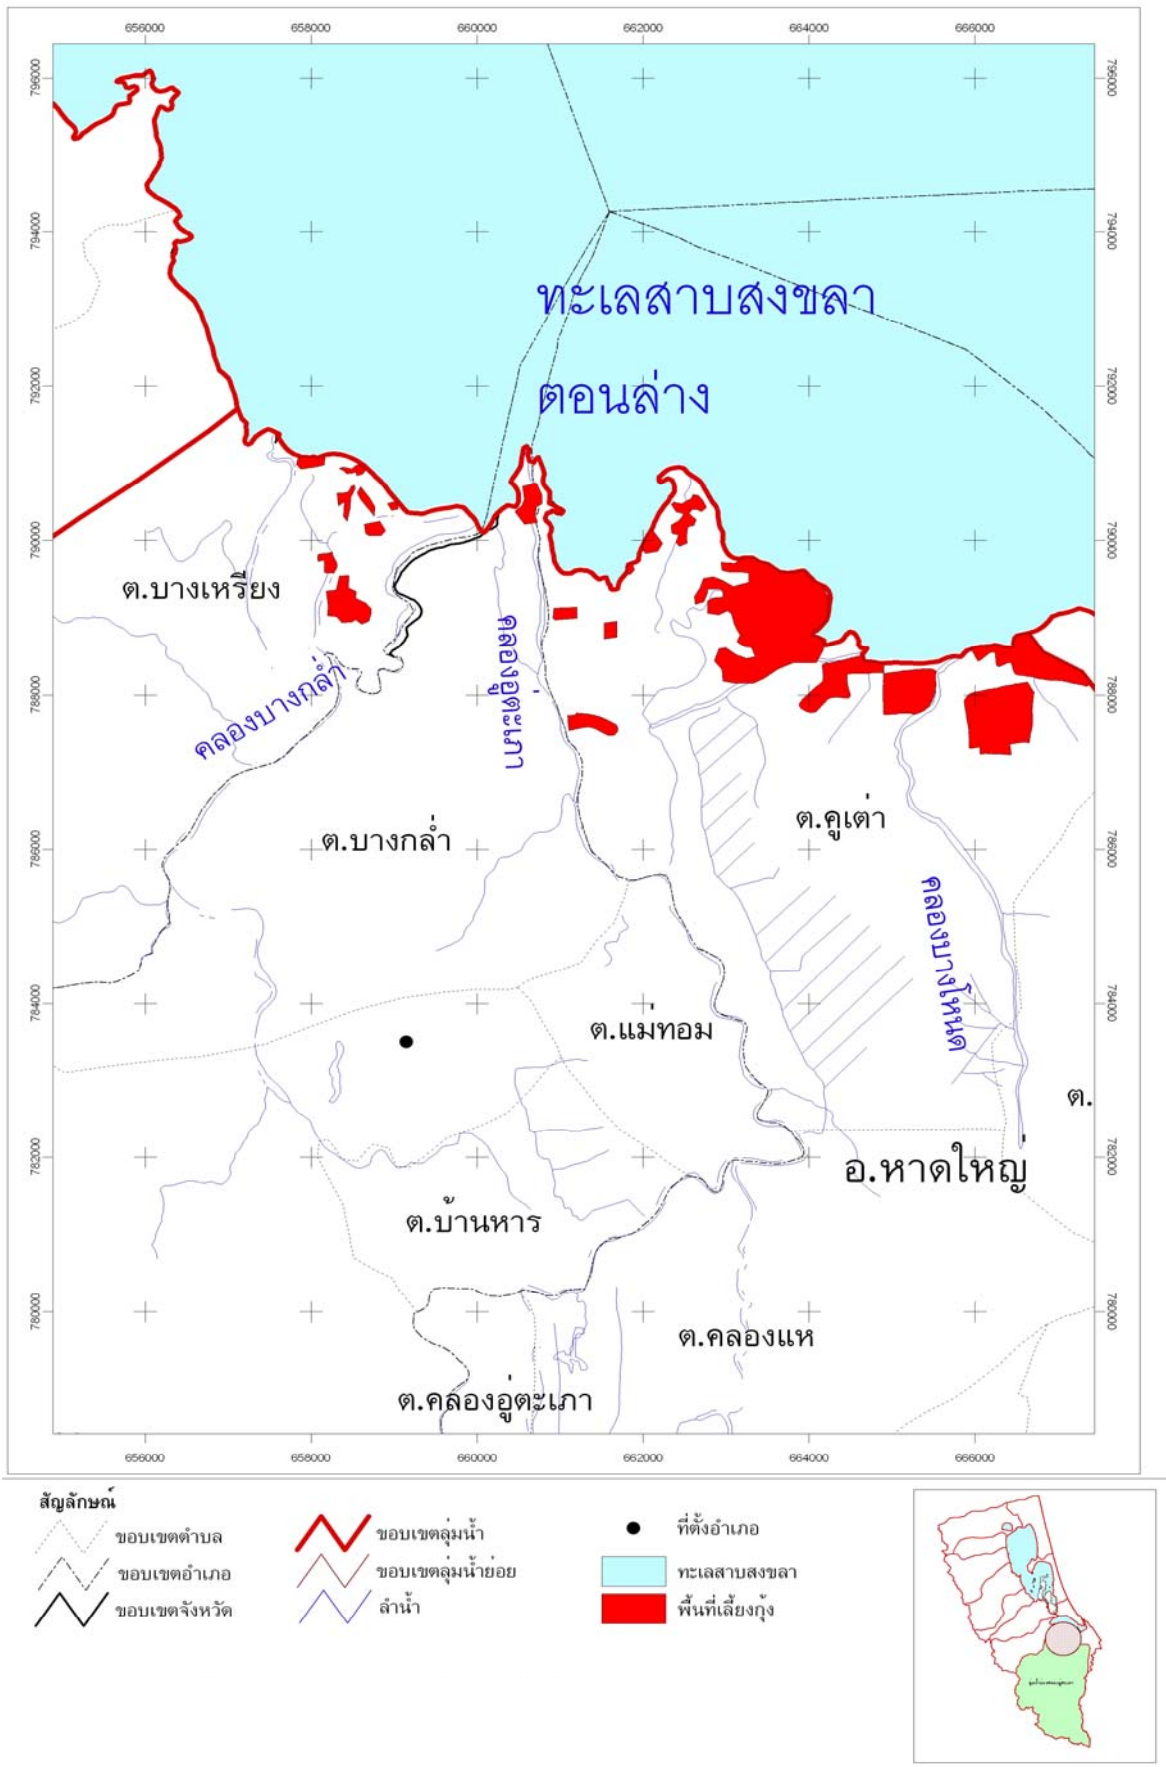 656000 658000 660000 662000 664000 666000
796000 796000
794000 794000
ทะเลสาบสงขลา
792000 792000
ตอนล่าง
790000 790000
ต.บางเหรียง
คลองอู่ตะเภา
788000 788000
คลองบางกล่ำ
ต.คูเต่า
ต.บางกล่ำ
786000 786000
คลองบางโหนด
784000 784000
ต.แม่ทอม
ต.
782000 782000
อ.หาดใหญ่
ต.บ้านหาร
780000 780000
ต.คลองแห
ต.คลองอู่ตะเภา
656000 658000 660000 662000 664000 666000
สัญลักษณ์
ขอบเขตตำบล
ขอบเขตอำเภอ
ขอบเขตจังหวัด
ขอบเขตลุ่มน้ำ
ขอบเขตลุ่มน้ำย่อย
ลำน้ำ
ที่ตั้งอำเภอ
ทะเลสาบสงขลา
พื้นที่เลี้ยงกุ้ง